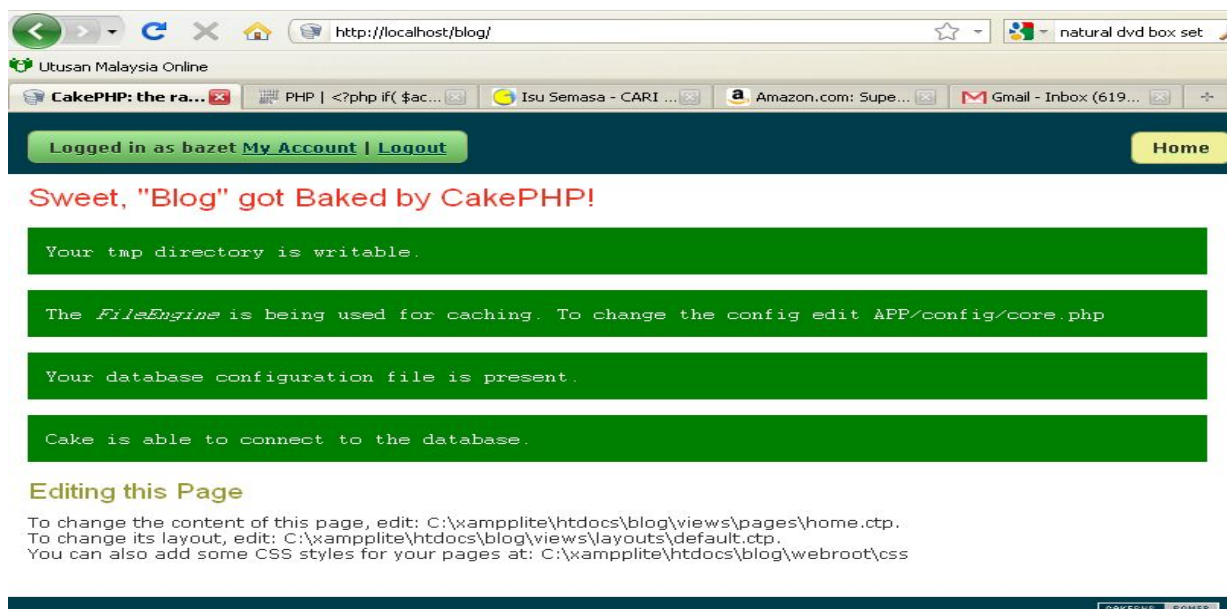 http://localhost/blog/
natural dvd box set
Utusan Malaysia Online
CakePHP: the ra...
PHP | <?php if( $ac...
Isu Semasa - CARI ...
Amazon.com: Supe...
Gmail - Inbox (619...
Logged in as bazet My Account | Logout
Home
Sweet, "Blog" got Baked by CakePHP!
Your tmp directory is writable.
The FileEngine is being used for caching. To change the config edit APP/config/core.php
Your database configuration file is present.
Cake is able to connect to the database.
Editing this Page
To change the content of this page, edit: C:\xampplite\htdocs\blog\views\pages\home.ctp.
To change its layout, edit: C:\xampplite\htdocs\blog\views\layouts\default.ctp.
You can also add some CSS styles for your pages at: C:\xampplite\htdocs\blog\webroot\css